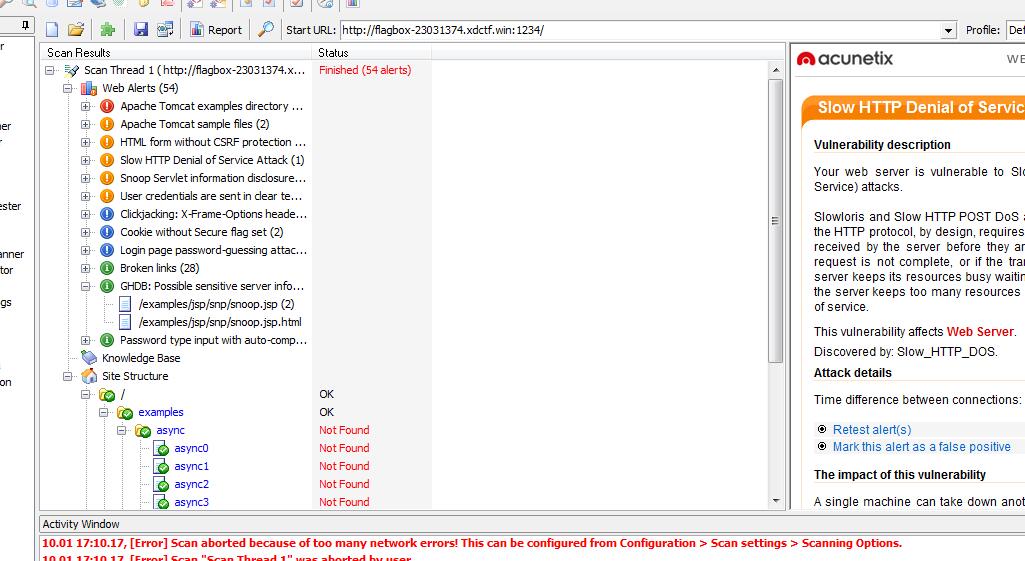 r
Report
Start URL:
http://flagbox-23031374.xdctf.win:1234/
Profile:
Def
Scan Results
Status
Scan Thread 1 ( http://flagbox-23031374.x...
Finished (54 alerts)
Web Alerts (54)
Apache Tomcat examples directory ...
Apache Tomcat sample files (2)
HTML form without CSRF protection ...
Slow HTTP Denial of Service Attack (1)
Snoop Servlet information disclosure...
User credentials are sent in clear te...
Clickjacking: X-Frame-Options heade...
Cookie without Secure flag set (2)
Login page password-guessing attac...
Broken links (28)
GHDB: Possible sensitive server info...
/examples/jsp/snp/snoop.jsp (2)
/examples/jsp/snp/snoop.jsp.html
Password type input with auto-comp...
Knowledge Base
Site Structure
/
OK
examples
OK
async
Not Found
async0
Not Found
async1
Not Found
async2
Not Found
async3
Not Found
er
r
ester
anner
tor
gs
on
acunetix
WE
Slow HTTP Denial of Servic
Vulnerability description
Your web server is vulnerable to Slo
Service) attacks.
Slowloris and Slow HTTP POST DoS a
the HTTP protocol, by design, requires
received by the server before they ar
request is not complete, or if the tran
server keeps its resources busy waitin
the server keeps too many resources
of service.
This vulnerability affects Web Server.
Discovered by: Slow_HTTP_DOS.
Attack details
Time difference between connections:
Retest alert(s)
Mark this alert as a false positive
The impact of this vulnerability
A single machine can take down anot
Activity Window
10.01 17:10.17, [Error] Scan aborted because of too many network errors! This can be configured from Configuration > Scan settings > Scanning Options.
10.01 17:10.17, [Error] Scan "Scan Thread 1" was aborted by user